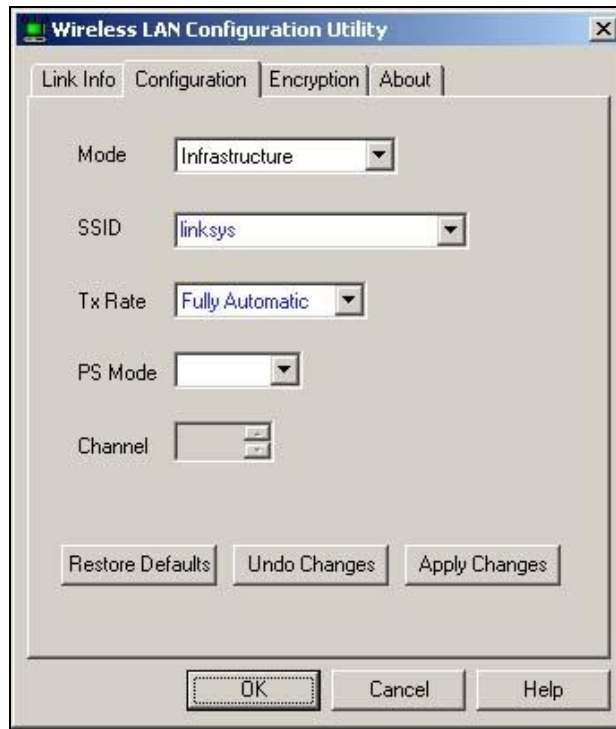 Wireless LAN Configuration Utility
Link Info Configuration Encryption About
Mode Infrastructure
SSID linksys
Tx Rate Fully Automatic
PS Mode
Channel
Restore Defaults Undo Changes Apply Changes
OK Cancel Help